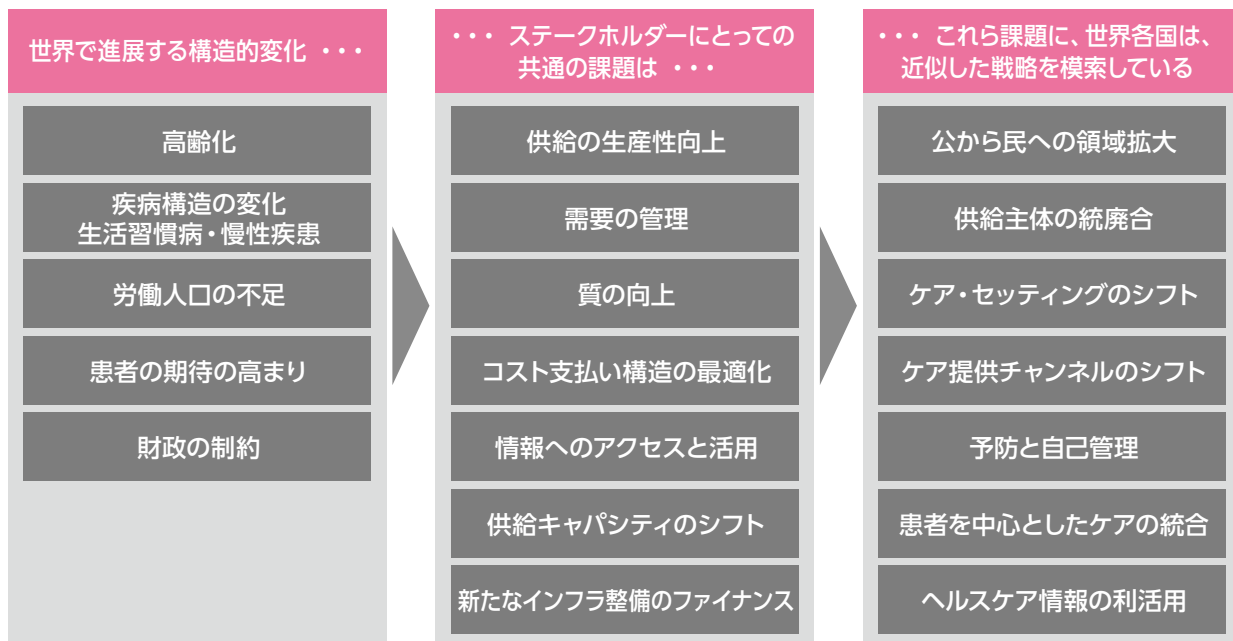 世界で進展する構造的変化 ・・・
高齢化
疾病構造の変化
生活習慣病・慢性疾患
労働人口の不足
患者の期待の高まり
財政の制約
・・・ ステークホルダーにとっての
共通の課題は ・・・
供給の生産性向上
需要の管理
質の向上
コスト支払い構造の最適化
情報へのアクセスと活用
供給キャパシティのシフト
新たなインフラ整備のファイナンス
・・・ これら課題に、世界各国は、
近似した戦略を模索している
公から民への領域拡大
供給主体の統廃合
ケア・セッティングのシフト
ケア提供チャンネルのシフト
予防と自己管理
患者を中心としたケアの統合
ヘルスケア情報の利活用